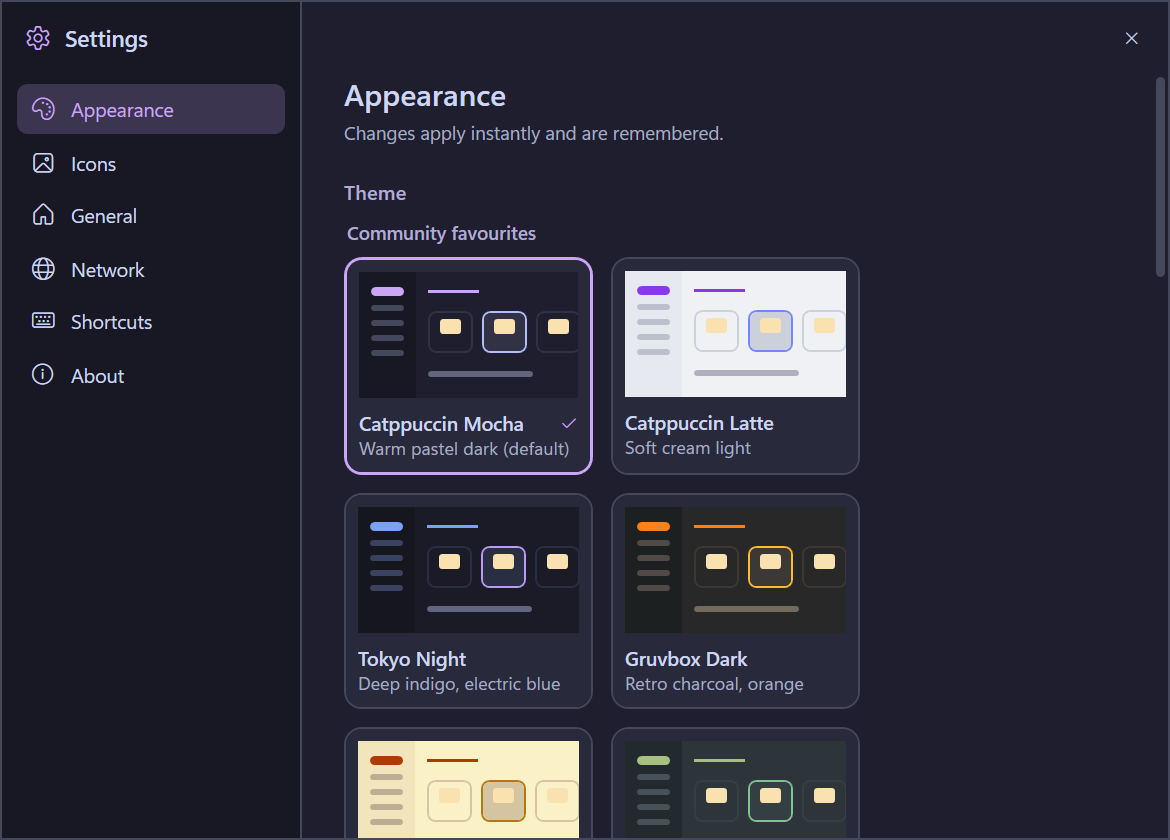 Settings
Appearance
Icons
General
Network
Shortcuts
About
Appearance
Changes apply instantly and are remembered.
Theme
Community favourites
Catppuccin Mocha
Warm pastel dark (default)
Catppuccin Latte
Soft cream light
Tokyo Night
Deep indigo, electric blue
Gruvbox Dark
Retro charcoal, orange